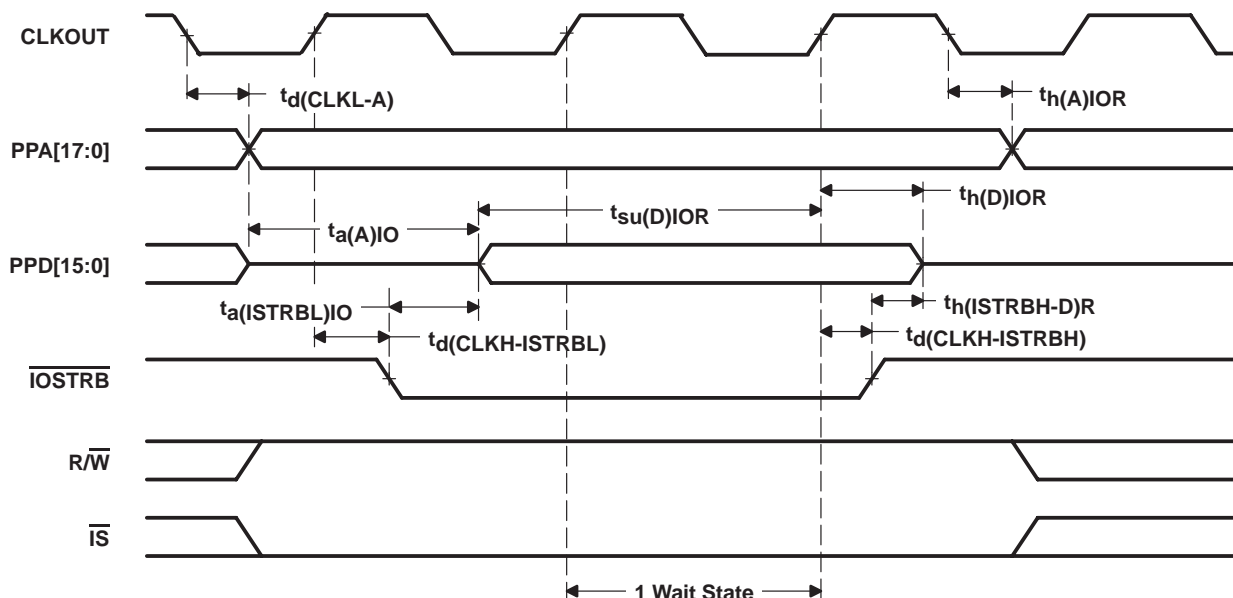 CLKOUT
td(CLKL-A)
th(A)IOR
PPA[17:0]
th(D)IOR
tsu(D)IOR
ta(A)IO
PPD[15:0]
ta(ISTRBL)IO
th(ISTRBH-D)R
td(CLKH-ISTRBL)
td(CLKH-ISTRBH)
IOSTRB
R/W
IS
1 Wait State